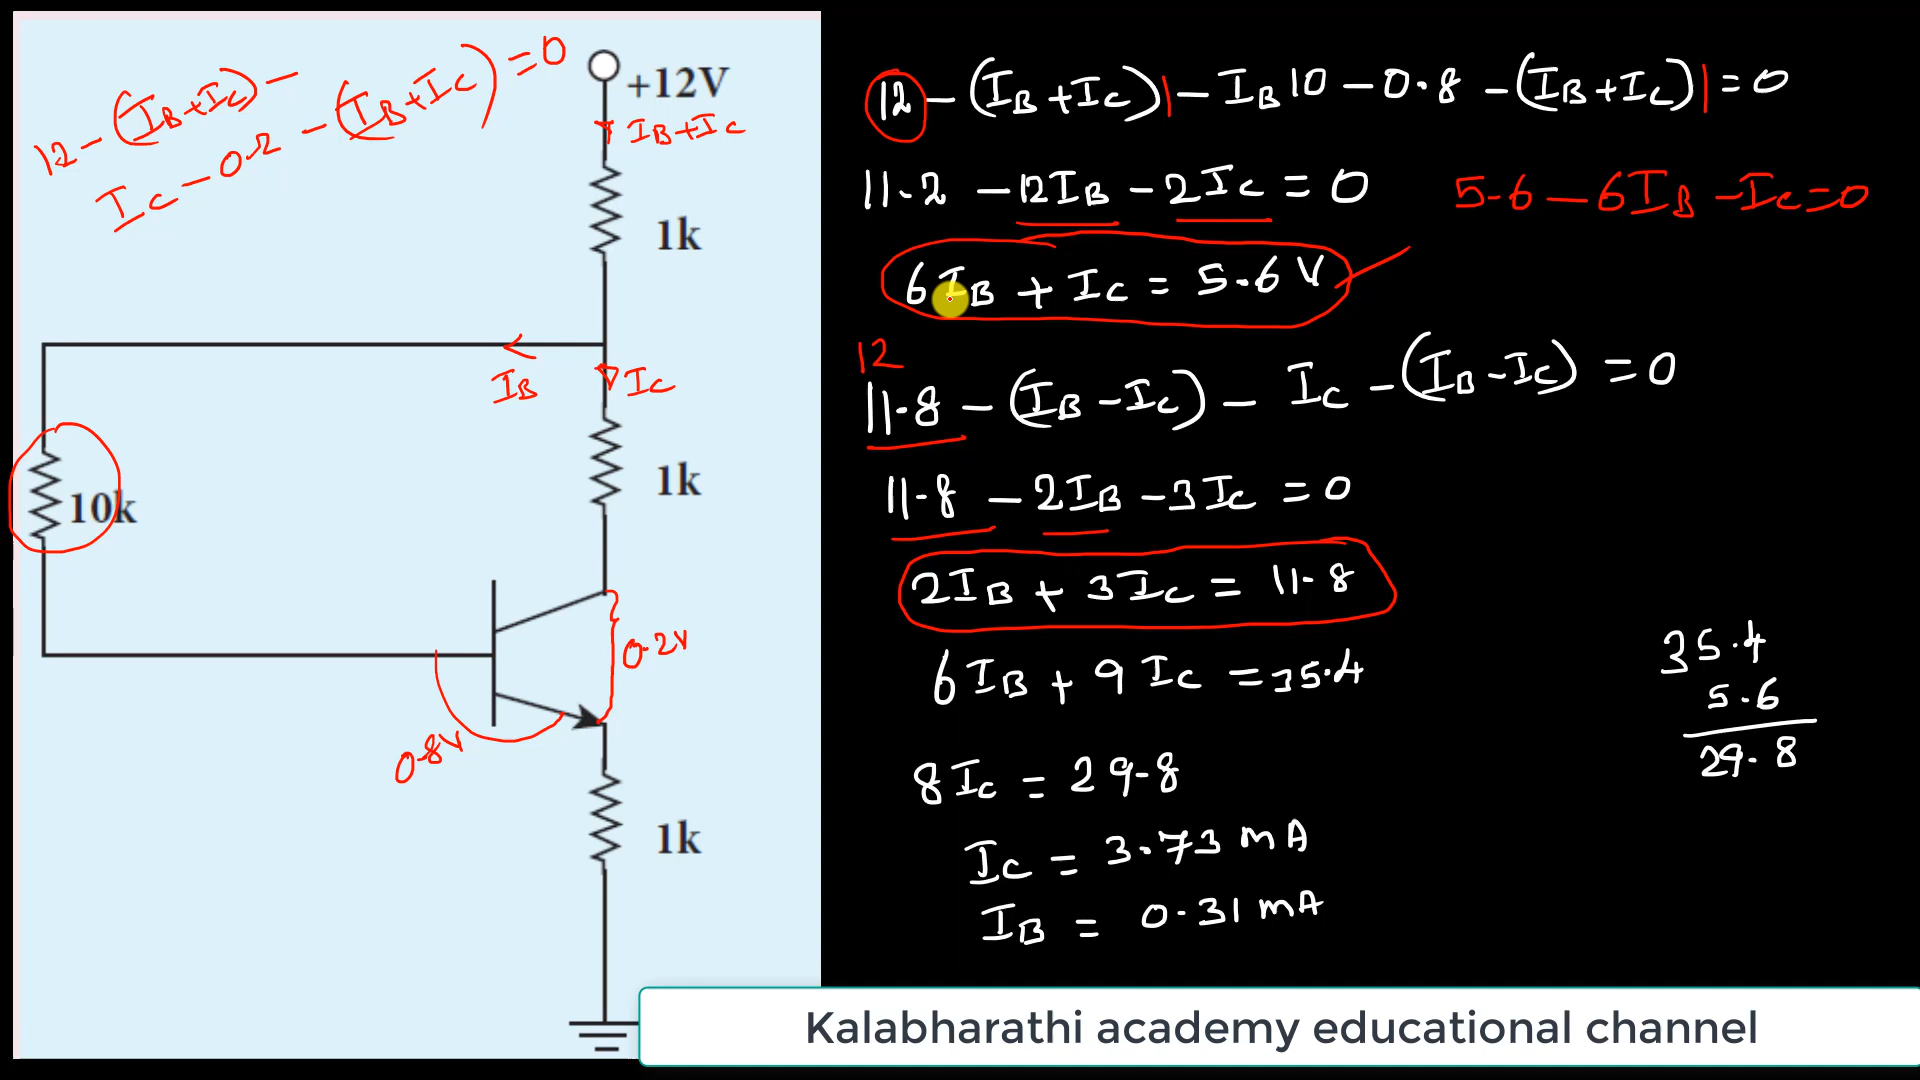 12 - (IB+IC) -
IC - 0.2 - (IB+IC) = 0
+12V
IB+IC
1k
IB
IC
1k
10k
0.2V
0.8V
1k
12 - (IB+IC)1 - IB10 - 0.8 - (IB+IC)1 = 0
11.2 - 12IB - 2IC = 0
5.6 - 6IB - IC = 0
6IB + IC = 5.6 V
12
11.8 - (IB-IC) - IC - (IB-IC) = 0
11.8 - 2IB - 3IC = 0
2IB + 3IC = 11.8
6IB + 9IC = 35.4
8IC = 29.8
IC = 3.73 mA
IB = 0.31 mA
35.4
5.6
29.8
Kalabharathi academy educational channel